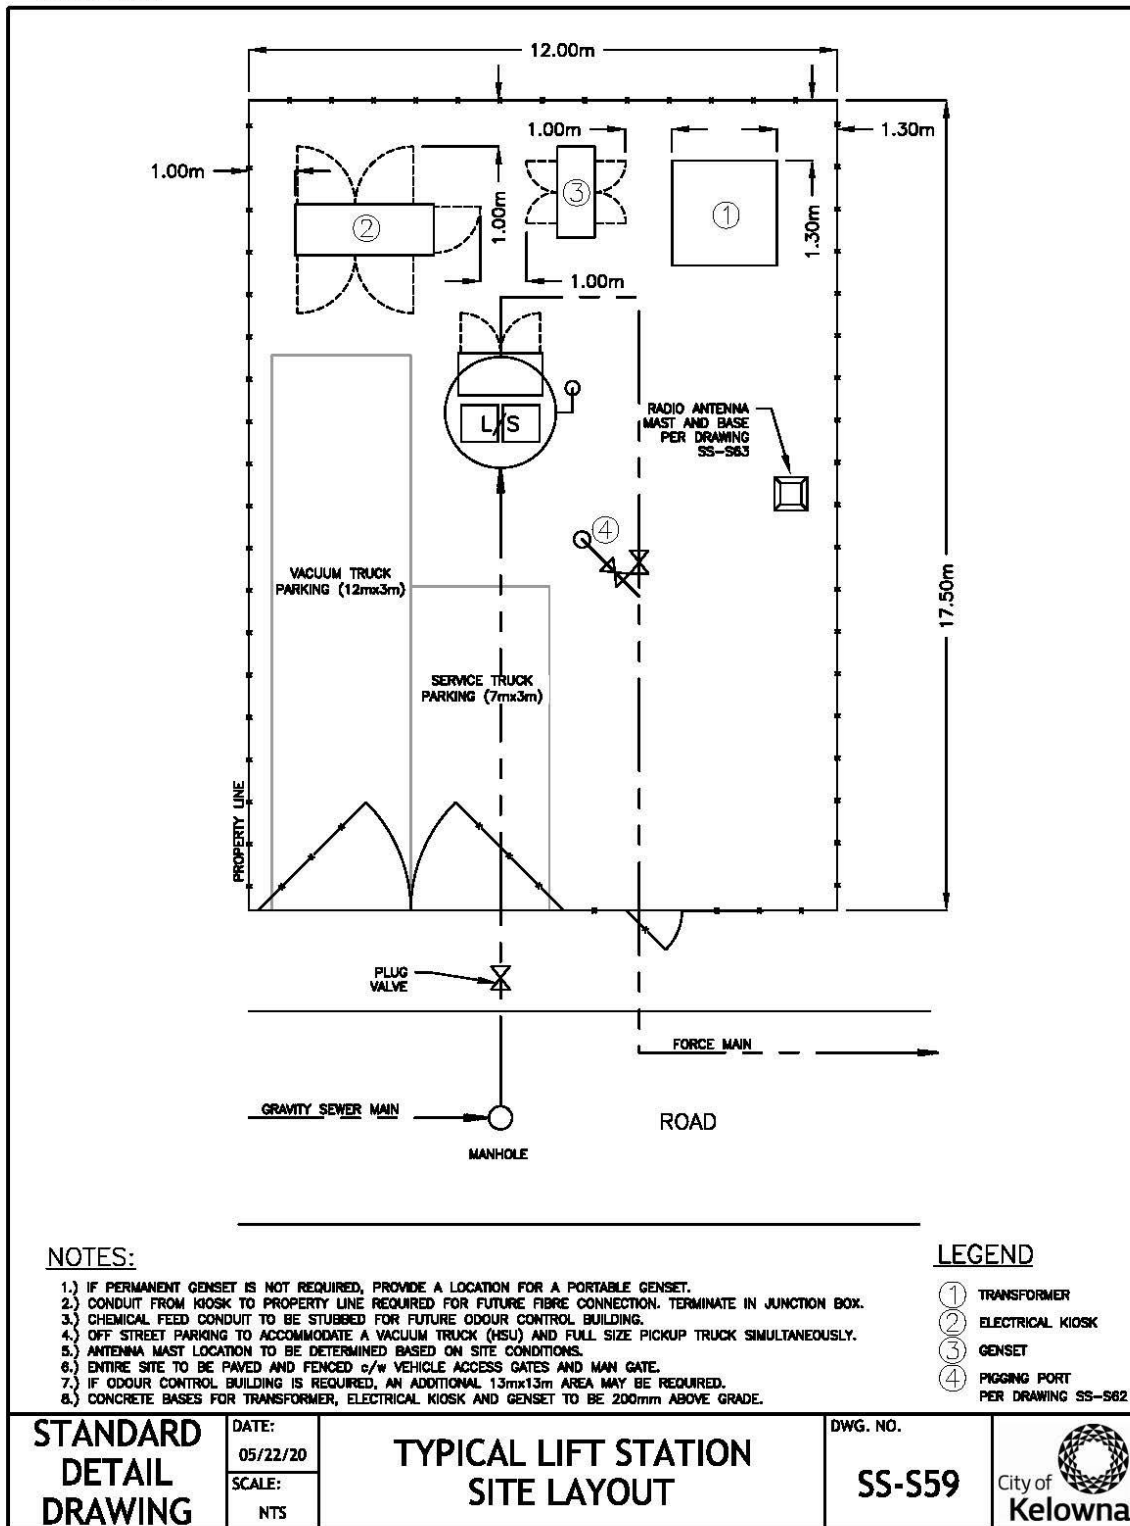 12.00m
1.00m
1.30m
1.00m
③
②
①
1.00m
1.30m
1.00m
L/S
RADIO ANTENNA
MAST AND BASE
PER DRAWING
SS-S63
④
VACUUM TRUCK
PARKING (12mx3m)
17.50m
SERVICE TRUCK
PARKING (7mx3m)
PROPERTY LINE
PLUG
VALVE
FORCE MAIN
GRAVITY SEWER MAIN
ROAD
MANHOLE
NOTES:
1.) IF PERMANENT GENSET IS NOT REQUIRED, PROVIDE A LOCATION FOR A PORTABLE GENSET.
2.) CONDUIT FROM KIOSK TO PROPERTY LINE REQUIRED FOR FUTURE FIBRE CONNECTION. TERMINATE IN JUNCTION BOX.
3.) CHEMICAL FEED CONDUIT TO BE STUBBED FOR FUTURE ODOUR CONTROL BUILDING.
4.) OFF STREET PARKING TO ACCOMMODATE A VACUUM TRUCK (HSU) AND FULL SIZE PICKUP TRUCK SIMULTANEOUSLY.
5.) ANTENNA MAST LOCATION TO BE DETERMINED BASED ON SITE CONDITIONS.
6.) ENTIRE SITE TO BE PAVED AND FENCED c/w VEHICLE ACCESS GATES AND MAN GATE.
7.) IF ODOUR CONTROL BUILDING IS REQUIRED, AN ADDITIONAL 13mx13m AREA MAY BE REQUIRED.
8.) CONCRETE BASES FOR TRANSFORMER, ELECTRICAL KIOSK AND GENSET TO BE 200mm ABOVE GRADE.
LEGEND
① TRANSFORMER
② ELECTRICAL KIOSK
③ GENSET
④ PIGGING PORT
PER DRAWING SS-S62
STANDARD
DETAIL
DRAWING
DATE:
05/22/20
SCALE:
NTS
TYPICAL LIFT STATION
SITE LAYOUT
DWG. NO.
SS-S59
City of
Kelowna